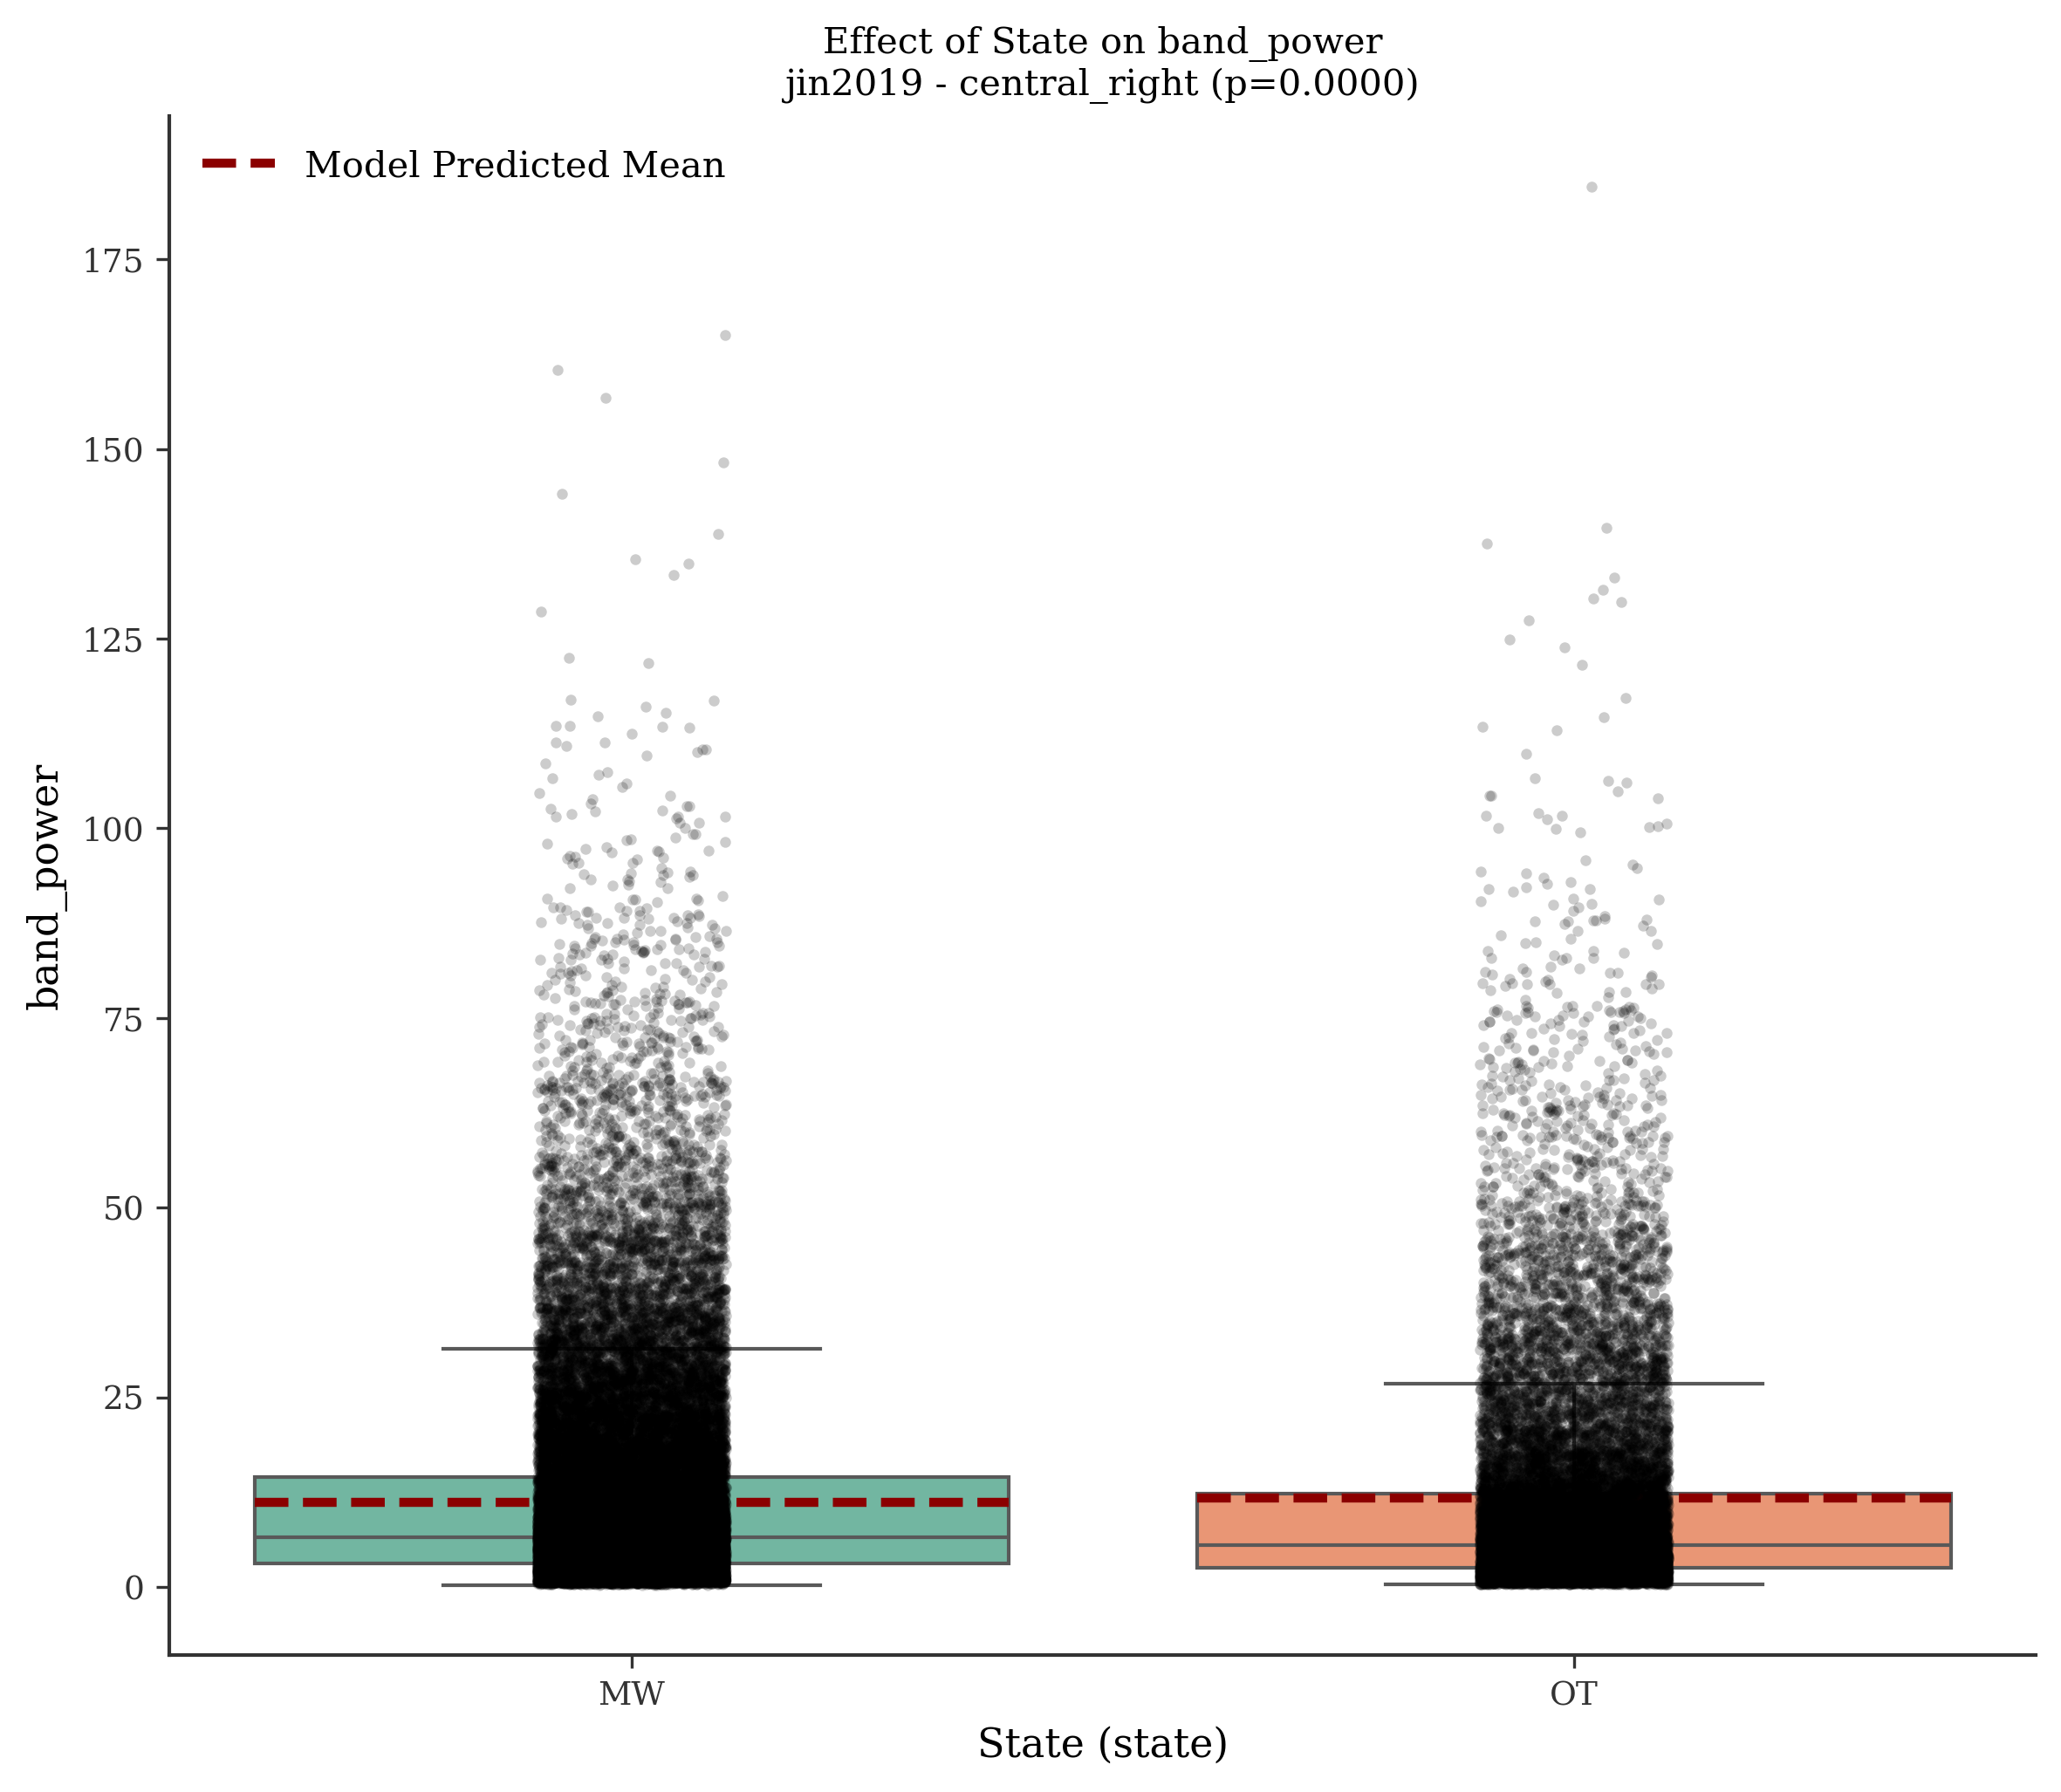 Effect of State on band_power
jin2019 - central_right (p=0.0000)
Model Predicted Mean
175
150
125
100
75
50
25
0
band_power
MW
OT
State (state)